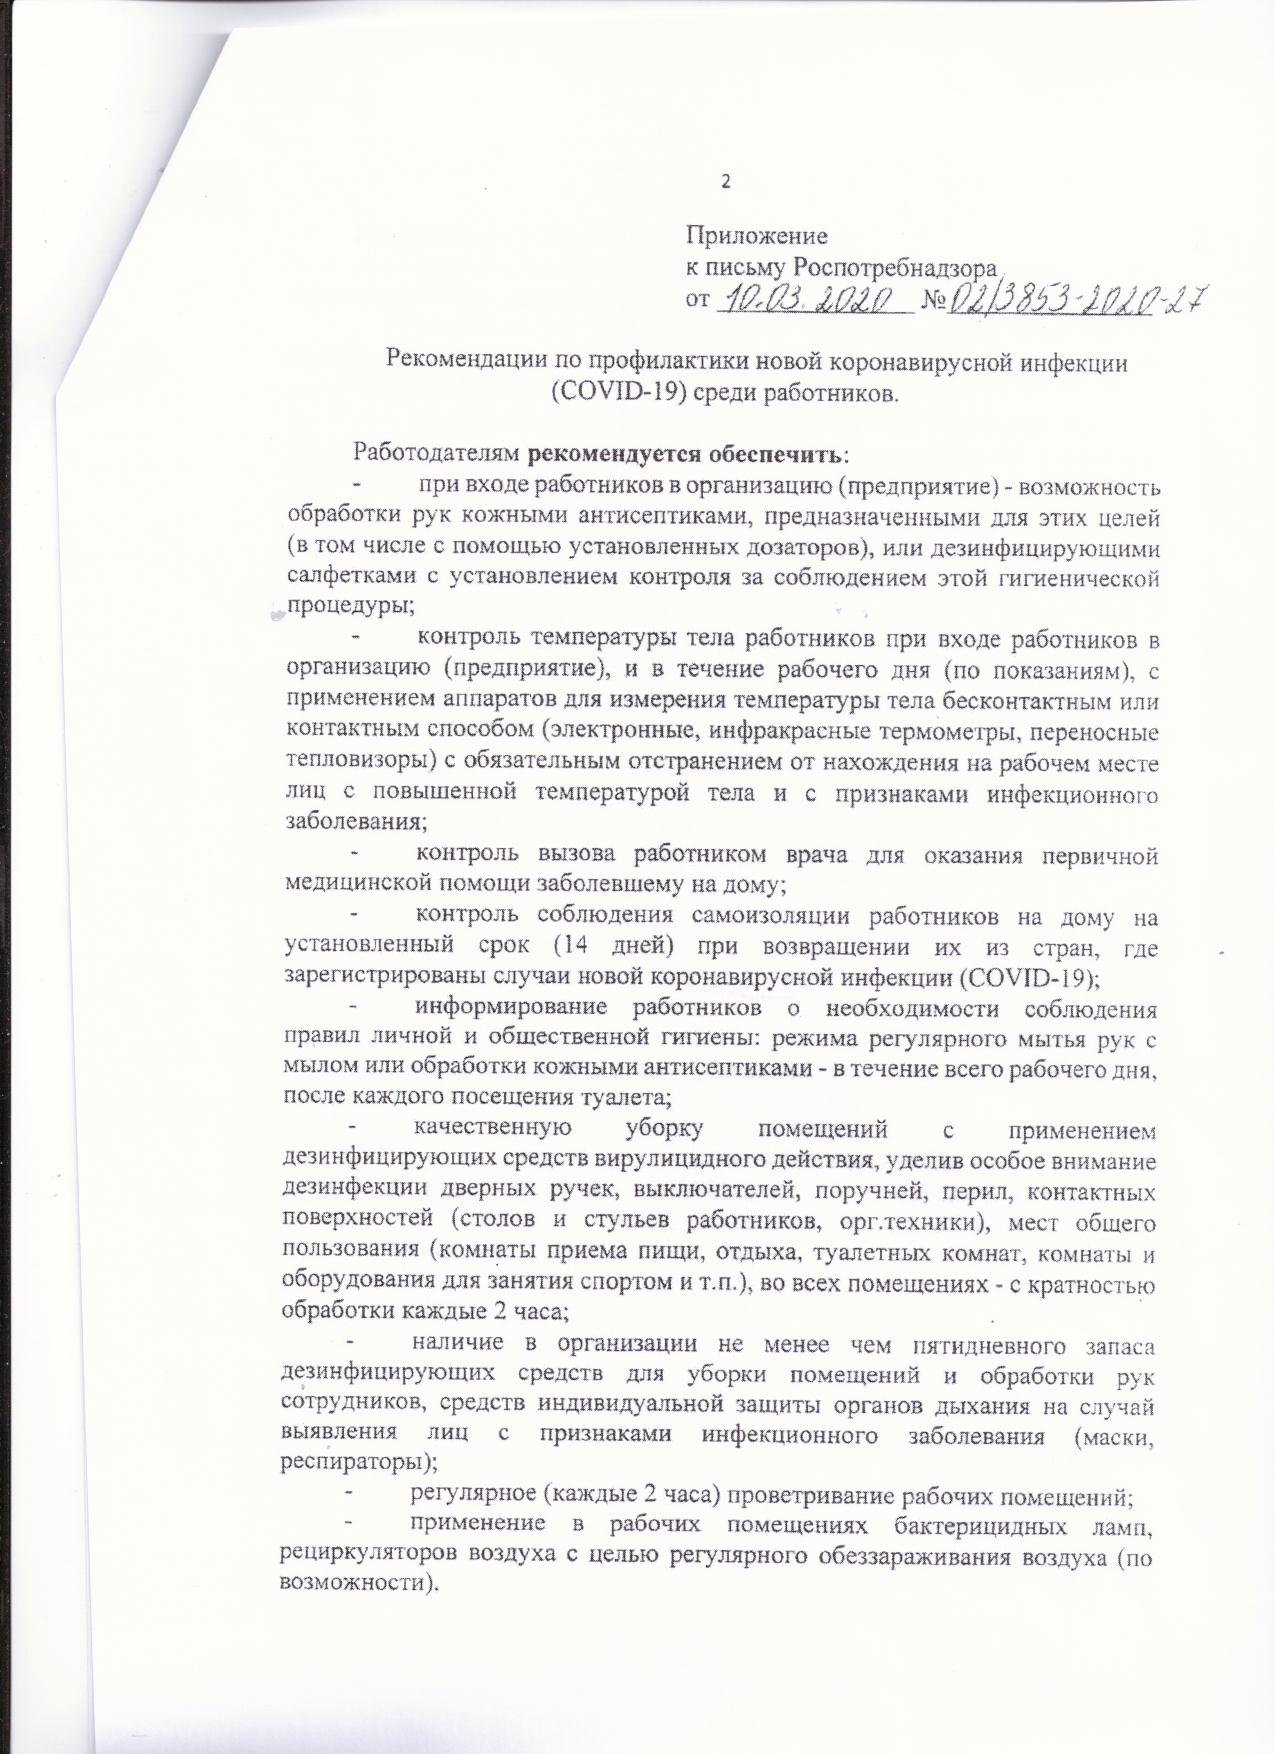 2
Приложение
к письму Роспотребнадзора
от 10.03.2020 № 02/3853-2020-27
Рекомендации по профилактики новой коронавирусной инфекции
(COVID-19) среди работников.
Работодателям рекомендуется обеспечить:
- при входе работников в организацию (предприятие) - возможность
обработки рук кожными антисептиками, предназначенными для этих целей
(в том числе с помощью установленных дозаторов), или дезинфицирующими
салфетками с установлением контроля за соблюдением этой гигиенической
процедуры;
- контроль температуры тела работников при входе работников в
организацию (предприятие), и в течение рабочего дня (по показаниям), с
применением аппаратов для измерения температуры тела бесконтактным или
контактным способом (электронные, инфракрасные термометры, переносные
тепловизоры) с обязательным отстранением от нахождения на рабочем месте
лиц с повышенной температурой тела и с признаками инфекционного
заболевания;
- контроль вызова работником врача для оказания первичной
медицинской помощи заболевшему на дому;
- контроль соблюдения самоизоляции работников на дому на
установленный срок (14 дней) при возвращении их из стран, где
зарегистрированы случаи новой коронавирусной инфекции (COVID-19);
- информирование работников о необходимости соблюдения
правил личной и общественной гигиены: режима регулярного мытья рук с
мылом или обработки кожными антисептиками - в течение всего рабочего дня,
после каждого посещения туалета;
- качественную уборку помещений с применением
дезинфицирующих средств вирулицидного действия, уделив особое внимание
дезинфекции дверных ручек, выключателей, поручней, перил, контактных
поверхностей (столов и стульев работников, орг.техники), мест общего
пользования (комнаты приема пищи, отдыха, туалетных комнат, комнаты и
оборудования для занятия спортом и т.п.), во всех помещениях - с кратностью
обработки каждые 2 часа;
- наличие в организации не менее чем пятидневного запаса
дезинфицирующих средств для уборки помещений и обработки рук
сотрудников, средств индивидуальной защиты органов дыхания на случай
выявления лиц с признаками инфекционного заболевания (маски,
респираторы);
- регулярное (каждые 2 часа) проветривание рабочих помещений;
- применение в рабочих помещениях бактерицидных ламп,
рециркуляторов воздуха с целью регулярного обеззараживания воздуха (по
возможности).